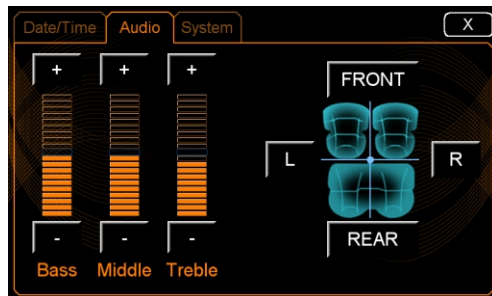 Date/Time Audio System X
+ + +
FRONT
L R
- - -
REAR
Bass Middle Treble